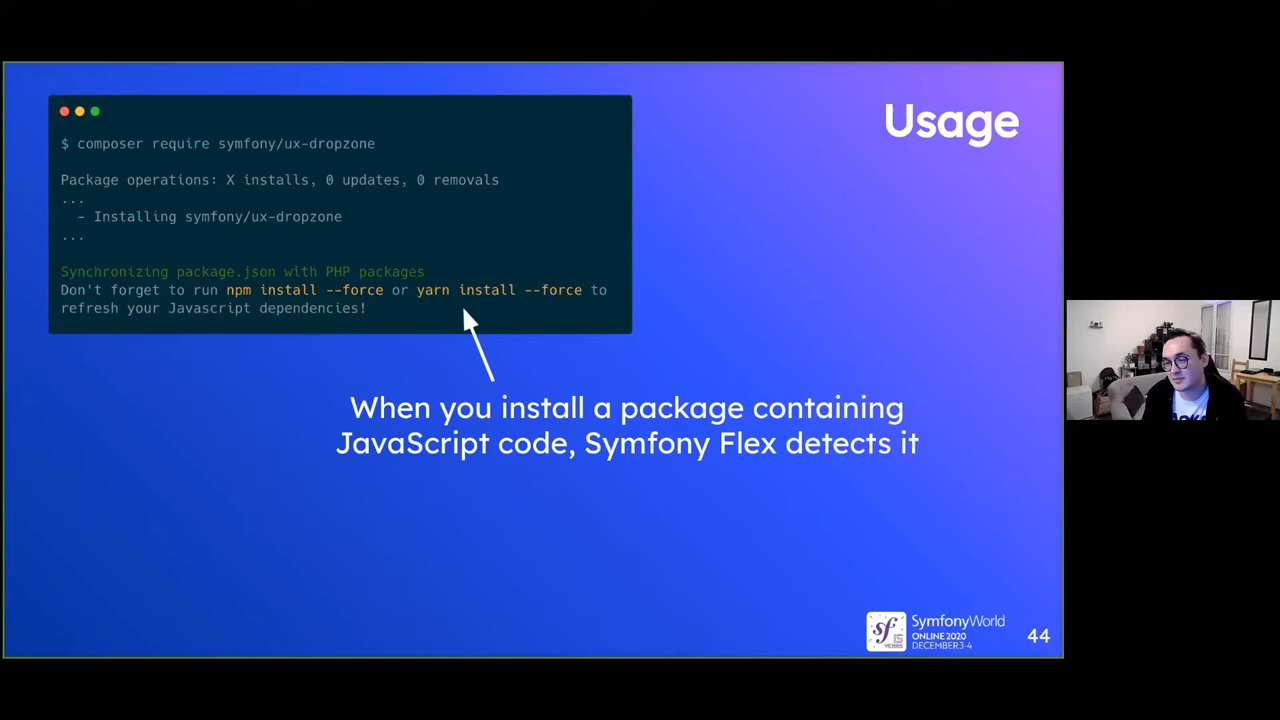 Usage
$ composer require symfony/ux-dropzone
Package operations: X installs, 0 updates, 0 removals
...
- Installing symfony/ux-dropzone
...
Synchronizing package.json with PHP packages
Don't forget to run npm install --force or yarn install --force to
refresh your Javascript dependencies!
When you install a package containing
JavaScript code, Symfony Flex detects it
sf
15
YEARS
SymfonyWorld
ONLINE 2020
DECEMBER 3-4
44